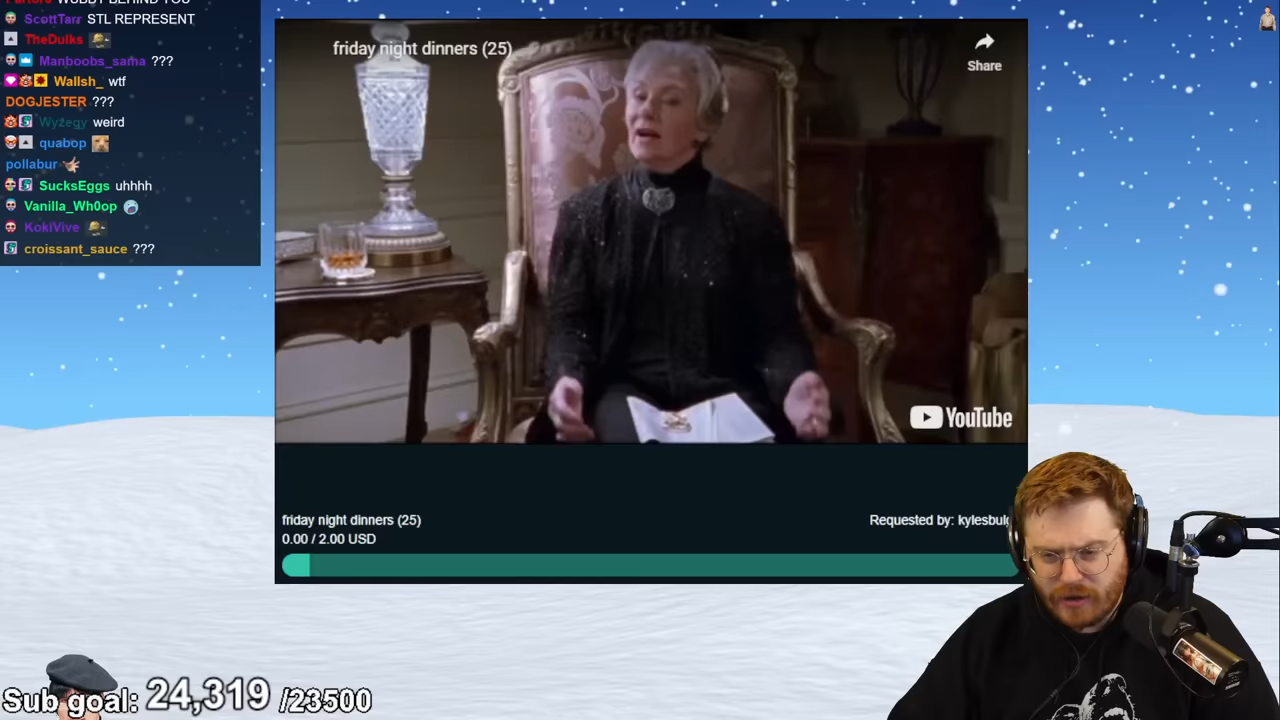 ScottTarr STL REPRESENT
TheDulks
Manboobs_sama ???
Wallsh_ wtf
DOGJESTER ???
Wyzegy weird
quabop
pollabur
SucksEggs uhhhh
Vanilla_Wh0op
KokiVive
croissant_sauce ???
friday night dinners (25)
Share
YouTube
friday night dinners (25)
Requested by: kylesbulg
0.00 / 2.00 USD
Sub goal: 24,319 /23500